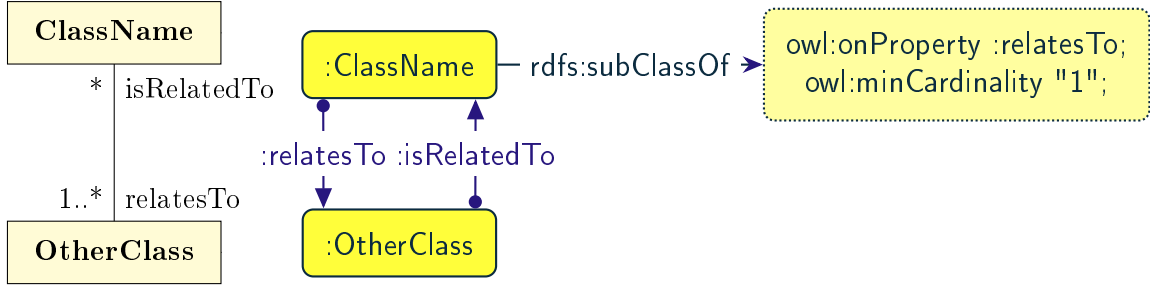 ClassName
* isRelatedTo
1..* relatesTo
OtherClass
:ClassName
rdfs:subClassOf
owl:onProperty :relatesTo;
owl:minCardinality "1";
:relatesTo :isRelatedTo
:OtherClass